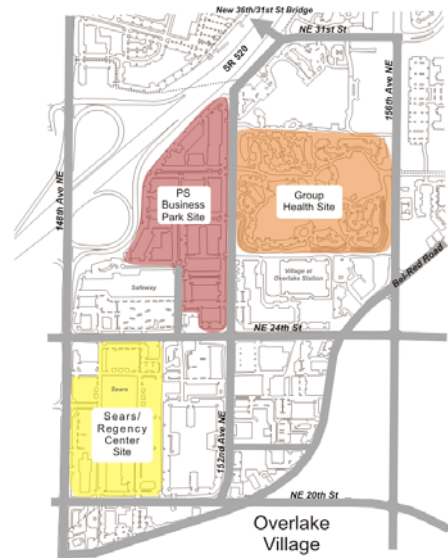 New 36th/31st St Bridge
NE 31st St
SR 520
156th Ave NE
148th Ave NE
PS
Business
Park Site
Group
Health Site
Bel-Red Road
Safeway
Village at
Overlake Station
NE 24th St
Sears
Sears/
Regency
Center
Site
152nd Ave NE
NE 20th St
Overlake
Village